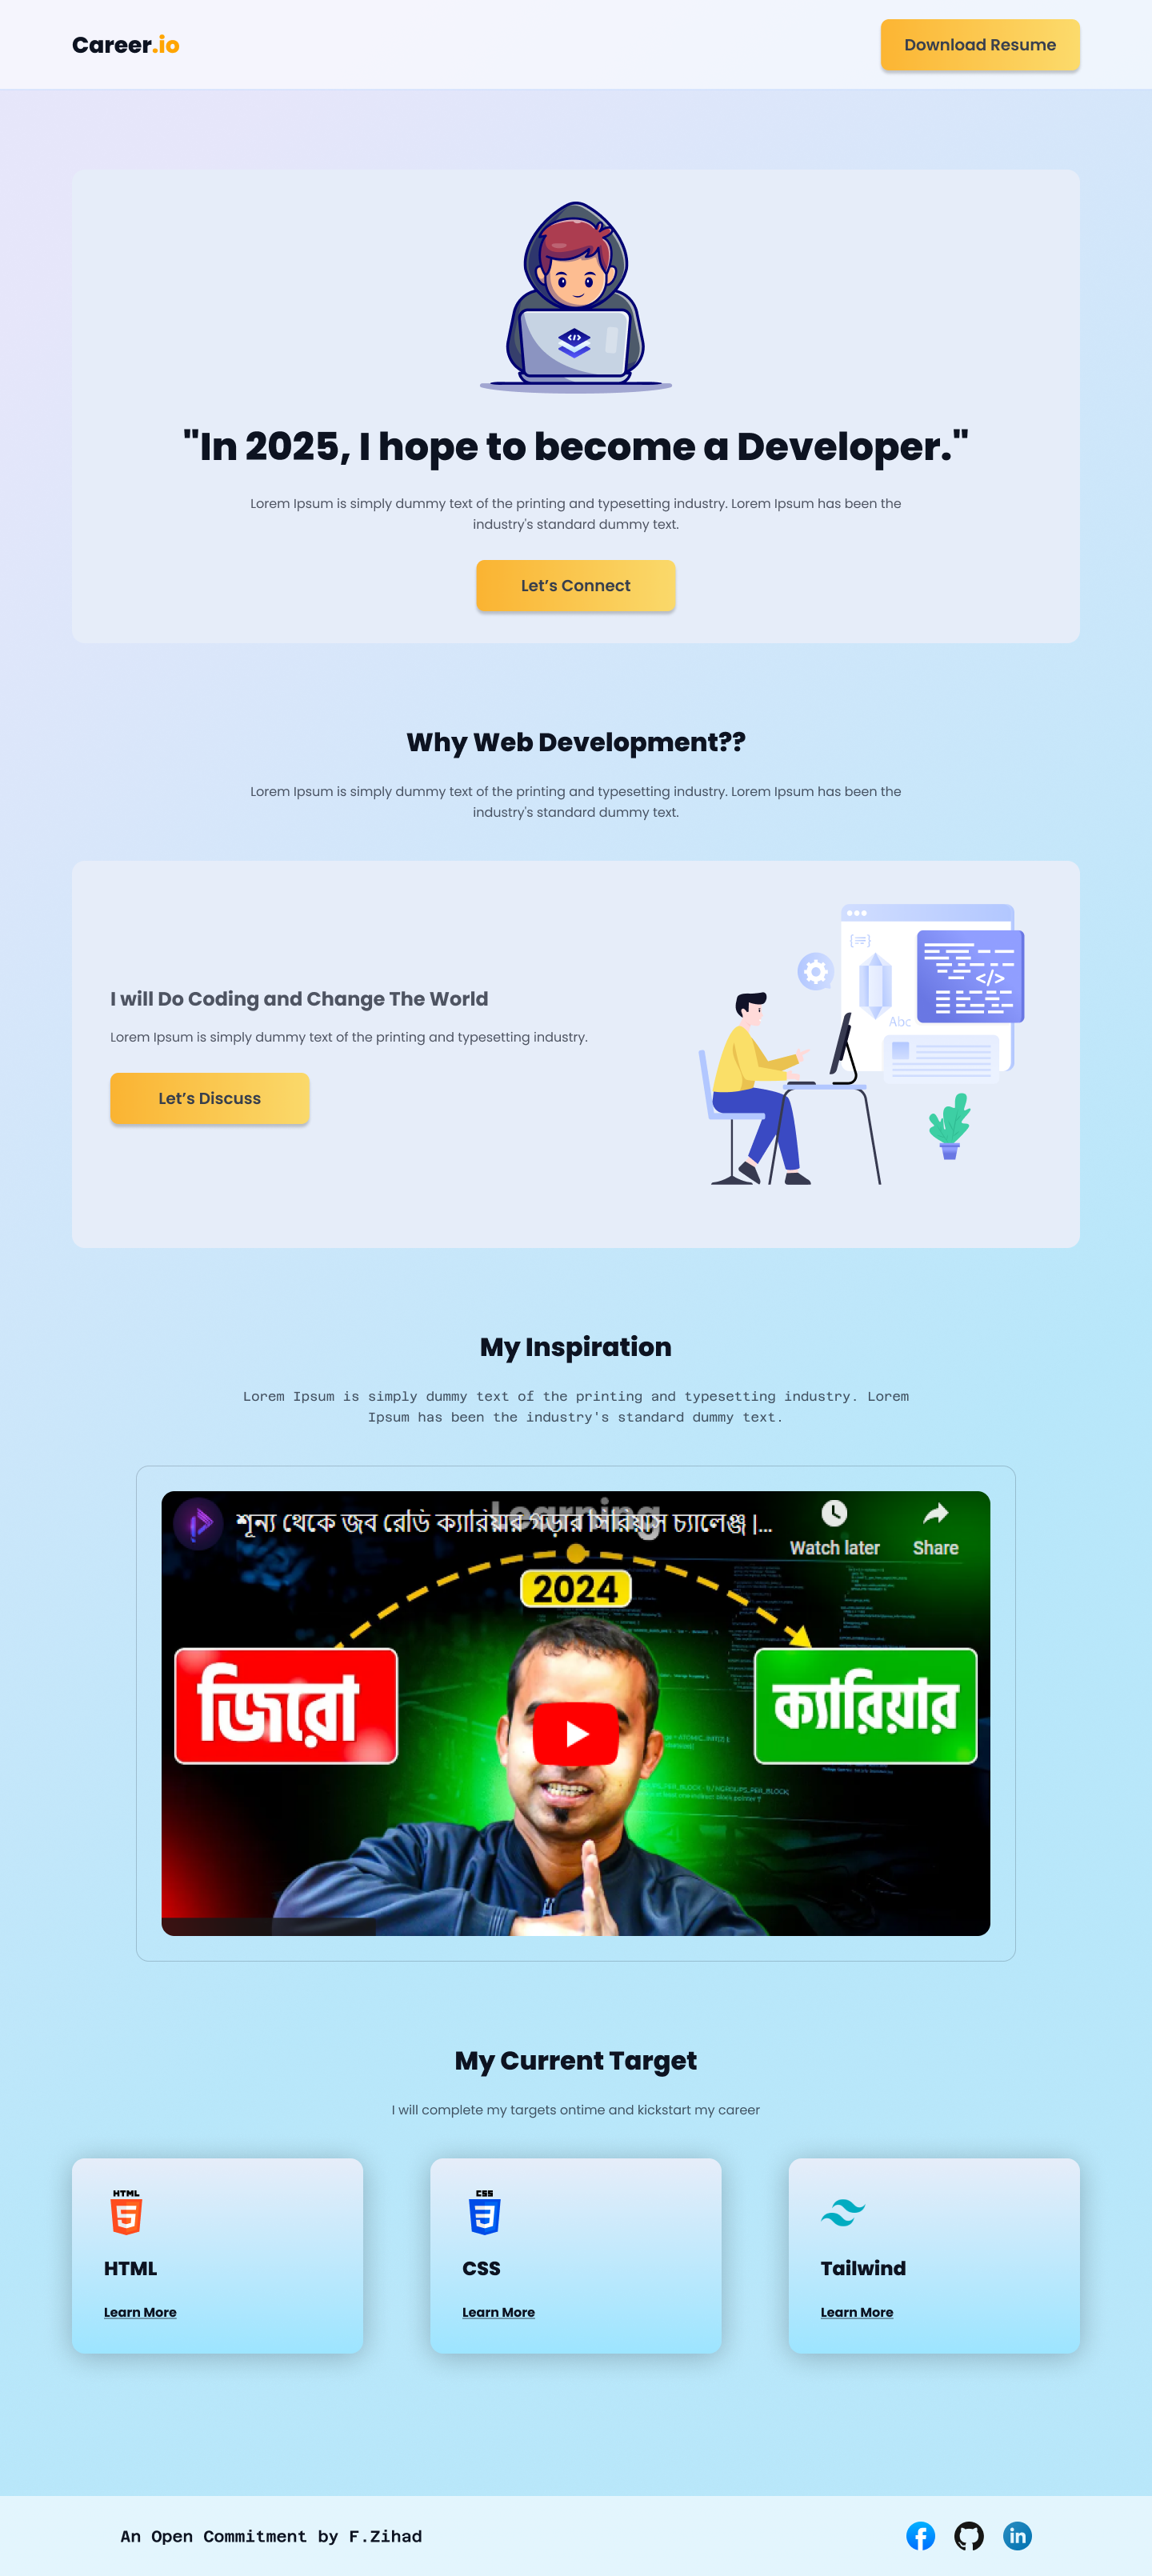 Career.io
Download Resume
"In 2025, I hope to become a Developer."
Lorem Ipsum is simply dummy text of the printing and typesetting industry. Lorem Ipsum has been the
industry's standard dummy text.
Let’s Connect
Why Web Development??
Lorem Ipsum is simply dummy text of the printing and typesetting industry. Lorem Ipsum has been the
industry's standard dummy text.
I will Do Coding and Change The World
Lorem Ipsum is simply dummy text of the printing and typesetting industry.
Let’s Discuss
</>
Abc
My Inspiration
Lorem Ipsum is simply dummy text of the printing and typesetting industry. Lorem
Ipsum has been the industry's standard dummy text.
Learning
শূন্য থেকে জব রেডি ক্যারিয়ার গড়ার সিরিয়াস চ্যালেঞ্জ |...
Watch later
Share
2024
জিরো
ক্যারিয়ার
My Current Target
I will complete my targets ontime and kickstart my career
HTML
HTML
Learn More
CSS
CSS
Learn More
Tailwind
Learn More
An Open Commitment by F.Zihad
in